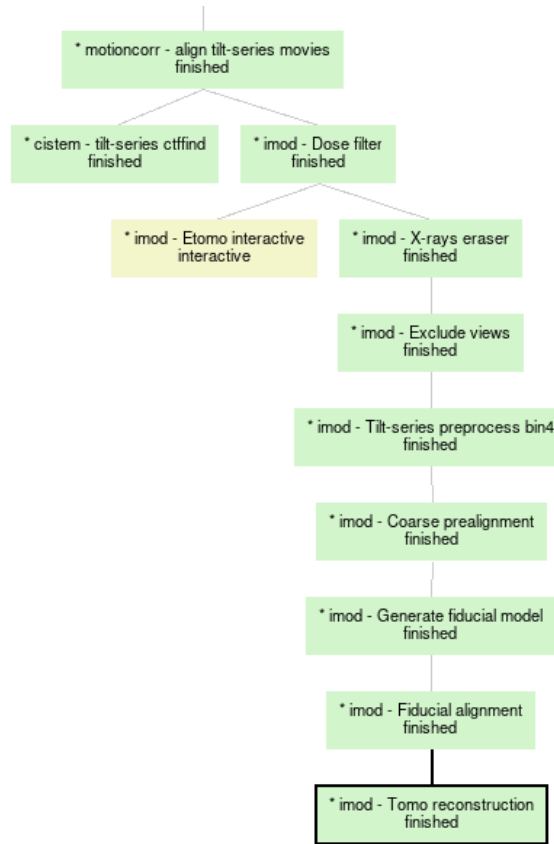 * motioncorr - align tilt-series movies
finished
* cistem - tilt-series ctffind
finished
* imod - Dose filter
finished
* imod - Etomo interactive
interactive
* imod - X-rays eraser
finished
* imod - Exclude views
finished
* imod - Tilt-series preprocess bin4
finished
* imod - Coarse prealignment
finished
* imod - Generate fiducial model
finished
* imod - Fiducial alignment
finished
* imod - Tomo reconstruction
finished